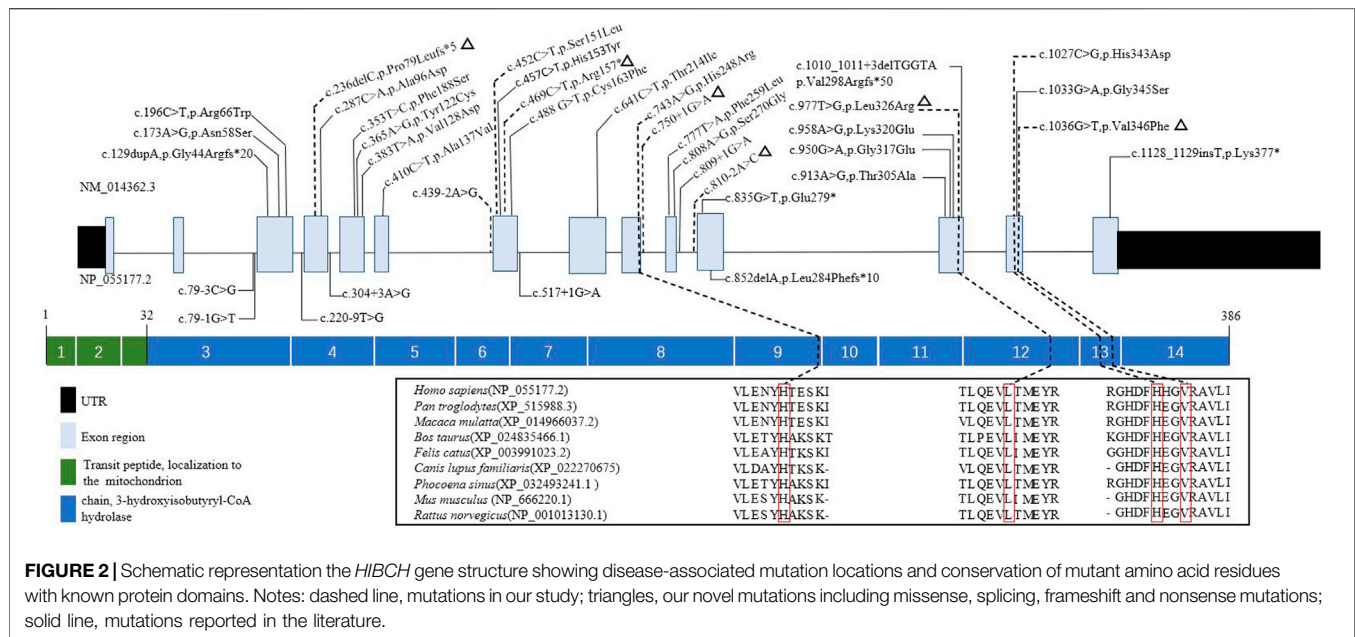 c.196C>T,p.Arg66Trp
c.173A>G,p.Asn58Ser
c.129dupA,p.Gly44Argfs*20
c.236delC,p.Pro79Leufs*5 △
c.287C>A,p.Ala96Asp
c.353T>C,p.Phe188Ser
c.365A>G,p.Tyr122Cys
c.383T>A,p.Val128Asp
c.410C>T,p.Ala137Val
c.439-2A>G
c.452C>T,p.Ser151Leu
c.457C>T,p.His153Tyr
c.469C>T,p.Arg157* △
c.488 G>T,p.Cys163Phe
c.641C>T,p.Thr214Ile
c.743A>G,p.His248Arg
c.750+1G>A △
c.777T>A,p.Phe259Leu
c.808A>G,p.Ser270Gly
c.809+1G>A
c.810-2A>C △
c.835G>T,p.Glu279*
c.1010_1011+3delTGGTA
p.Val298Argfs*50
c.977T>G,p.Leu326Arg △
c.958A>G,p.Lys320Glu
c.950G>A,p.Gly317Glu
c.913A>G,p.Thr305Ala
c.1027C>G,p.His343Asp
c.1033G>A,p.Gly345Ser
c.1036G>T,p.Val346Phe △
c.1128_1129insT,p.Lys377*
NM_014362.3
NP_055177.2
c.79-3C>G
c.79-1G>T
c.304+3A>G
c.220-9T>G
c.517+1G>A
c.852delA,p.Leu284Phefs*10
1 32 386
1 2 3 4 5 6 7 8 9 10 11 12 13 14
UTR
Exon region
Transit peptide, localization to
the mitochondrion
chain, 3-hydroxyisobutyryl-CoA
hydrolase
Homo sapiens(NP_055177.2) VLENYHTESKI TLQEVLTMEYR RGHDFHHGVRAVLI
Pan troglodytes(XP_515988.3) VLENYHTESKI TLQEVLTMEYR RGHDFHEGVRAVLI
Macaca mulatta(XP_014966037.2) VLENYHTESKI TLQEVLTMEYR RGHDFHEGVRAVLI
Bos taurus(XP_024835466.1) VLETYHAKSKT TLPEVLIMEYR KGHDFHEGVRAVLI
Felis catus(XP_003991023.2) VLEAYHTKSKI TLQEVLIMEYR GGHDFHEGVRAVLI
Canis lupus familiaris(XP_022270675) VLDAYHTKSK- TLQEVLTMEYR -GHDFHEGVRAVLI
Phocoena sinus(XP_032493241.1 ) VLETYHAKSKI TLQEVLTMEYR RGHDFHEGVRAVLI
Mus musculus (NP_666220.1) VLESYHAKSK- TLQEVLIMEYR -GHDFHEGVRAVLI
Rattus norvegicus(NP_001013130.1) VLESYHAKSK- TLQEVLTMEYR -GHDFHEGVRAVLI
FIGURE 2 | Schematic representation the HIBCH gene structure showing disease-associated mutation locations and conservation of mutant amino acid residues
with known protein domains. Notes: dashed line, mutations in our study; triangles, our novel mutations including missense, splicing, frameshift and nonsense mutations;
solid line, mutations reported in the literature.